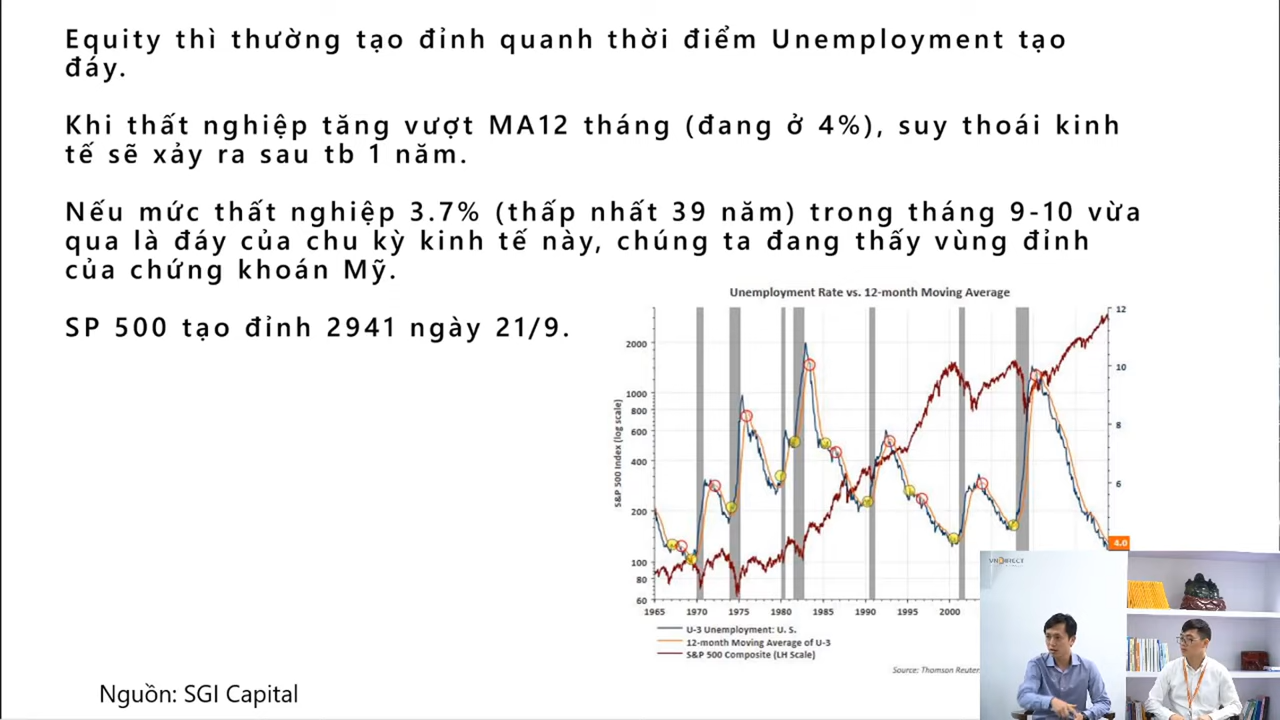 Equity thì thường tạo đỉnh quanh thời điểm Unemployment tạo
đáy.
Khi thất nghiệp tăng vượt MA12 tháng (đang ở 4%), suy thoái kinh
tế sẽ xảy ra sau tb 1 năm.
Nếu mức thất nghiệp 3.7% (thấp nhất 39 năm) trong tháng 9-10 vừa
qua là đáy của chu kỳ kinh tế này, chúng ta đang thấy vùng đỉnh
của chứng khoán Mỹ.
SP 500 tạo đỉnh 2941 ngày 21/9.
Unemployment Rate vs. 12-month Moving Average
S&P 500 Index (log scale)
2000
1000
800
600
400
200
100
80
60
12
10
8
6
4.0
1965 1970 1975 1980 1985 1990 1995 2000
U-3 Unemployment: U. S.
12-month Moving Average of U-3
S&P 500 Composite (LH Scale)
Source: Thomson Reuter
VNDIRECT
Nguồn: SGI Capital